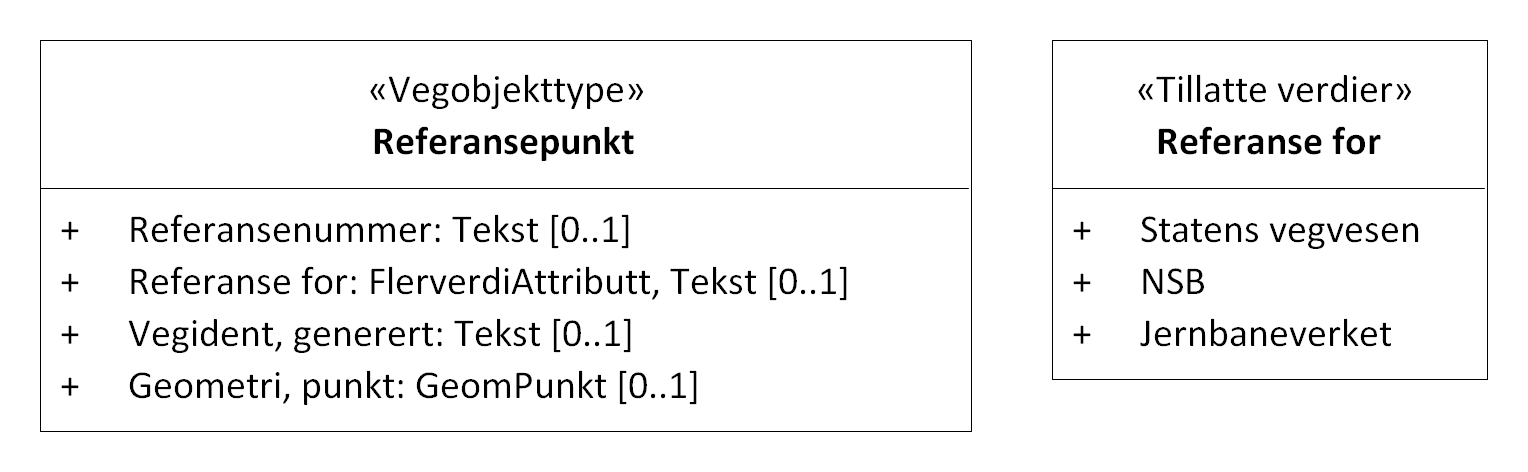 «Vegobjekttype»
Referansepunkt
+ Referansenummer: Tekst [0..1]
+ Referanse for: FlerverdiAttributt, Tekst [0..1]
+ Vegident, generert: Tekst [0..1]
+ Geometri, punkt: GeomPunkt [0..1]
«Tillatte verdier»
Referanse for
+ Statens vegvesen
+ NSB
+ Jernbaneverket